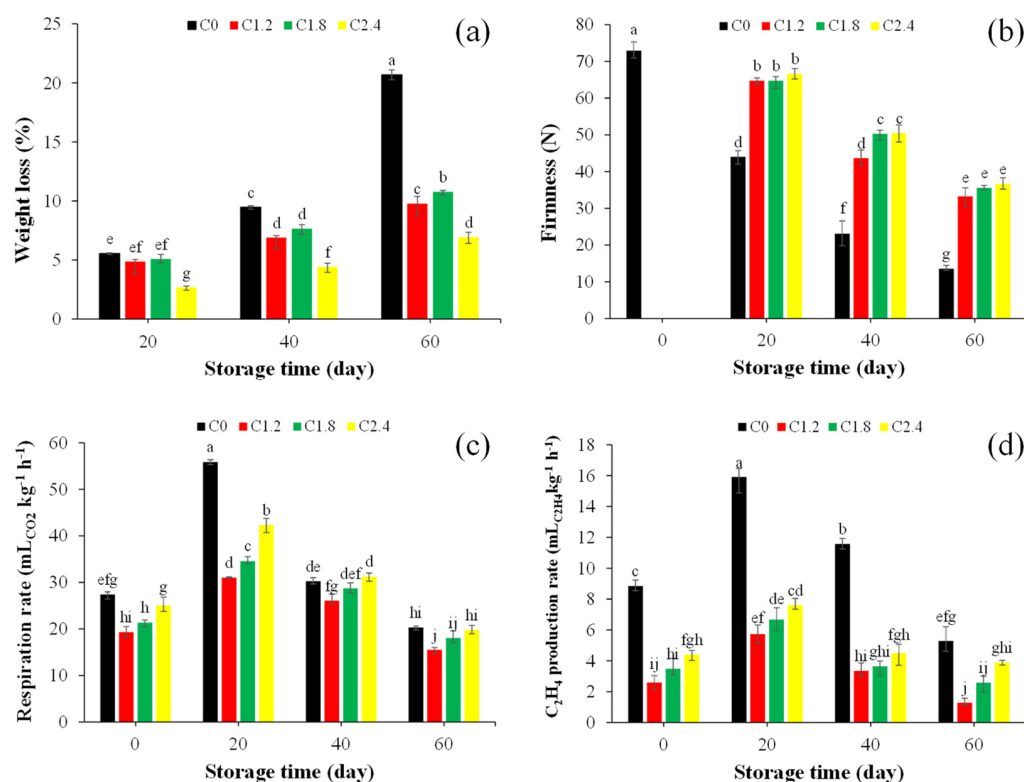 (a)
C0 C1.2 C1.8 C2.4
Weight loss (%)
25
20
15
10
5
0
e ef ef g
c d d f
a c b e
20 40 60
Storage time (day)
(b)
C0 C1.2 C1.8 C2.4
Firmness (N)
80
70
60
50
40
30
20
10
0
a
d b b b
f d c c
g e e e
0 20 40 60
Storage time (day)
(c)
C0 C1.2 C1.8 C2.4
Respiration rate (mL_CO2 kg⁻¹ h⁻¹)
60
50
40
30
20
10
0
efg hi h g
a d c b
de fg def d
hi j hi hi
0 20 40 60
Storage time (day)
(d)
C0 C1.2 C1.8 C2.4
C₂H₄ production rate (mL_C2H4 kg⁻¹ h⁻¹)
18
16
14
12
10
8
6
4
2
0
c ij hi fgh
a ef de cd
b hi ghi fgh
efg j ij ghi
0 20 40 60
Storage time (day)